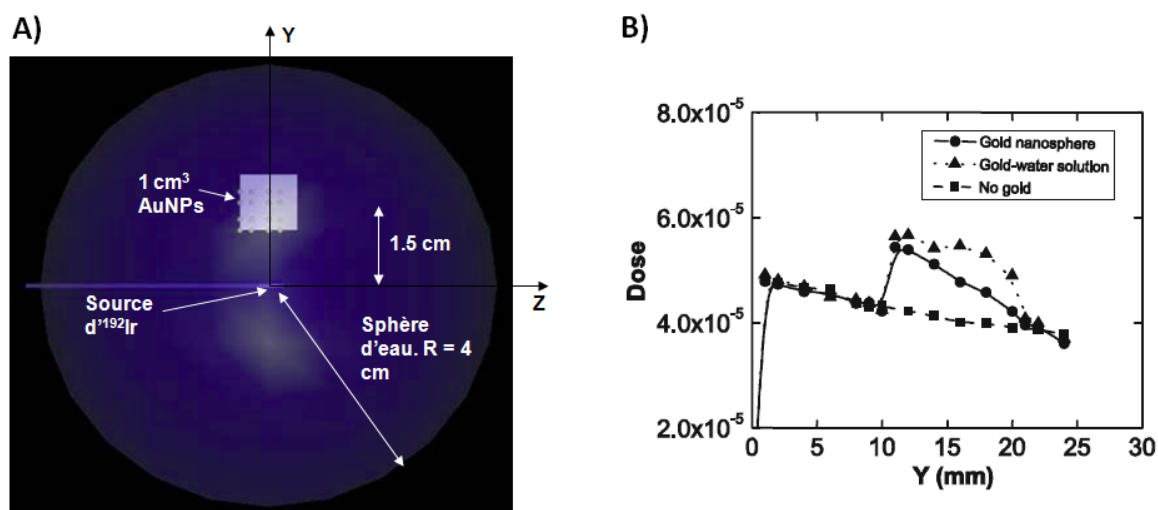 A)
Y
1 cm³
AuNPs
1.5 cm
Z
Source
d'¹⁹²Ir
Sphère
d'eau. R = 4
cm
B)
8.0x10⁻⁵
6.0x10⁻⁵
4.0x10⁻⁵
2.0x10⁻⁵
Dose
Gold nanosphere
Gold-water solution
No gold
0 5 10 15 20 25 30
Y (mm)